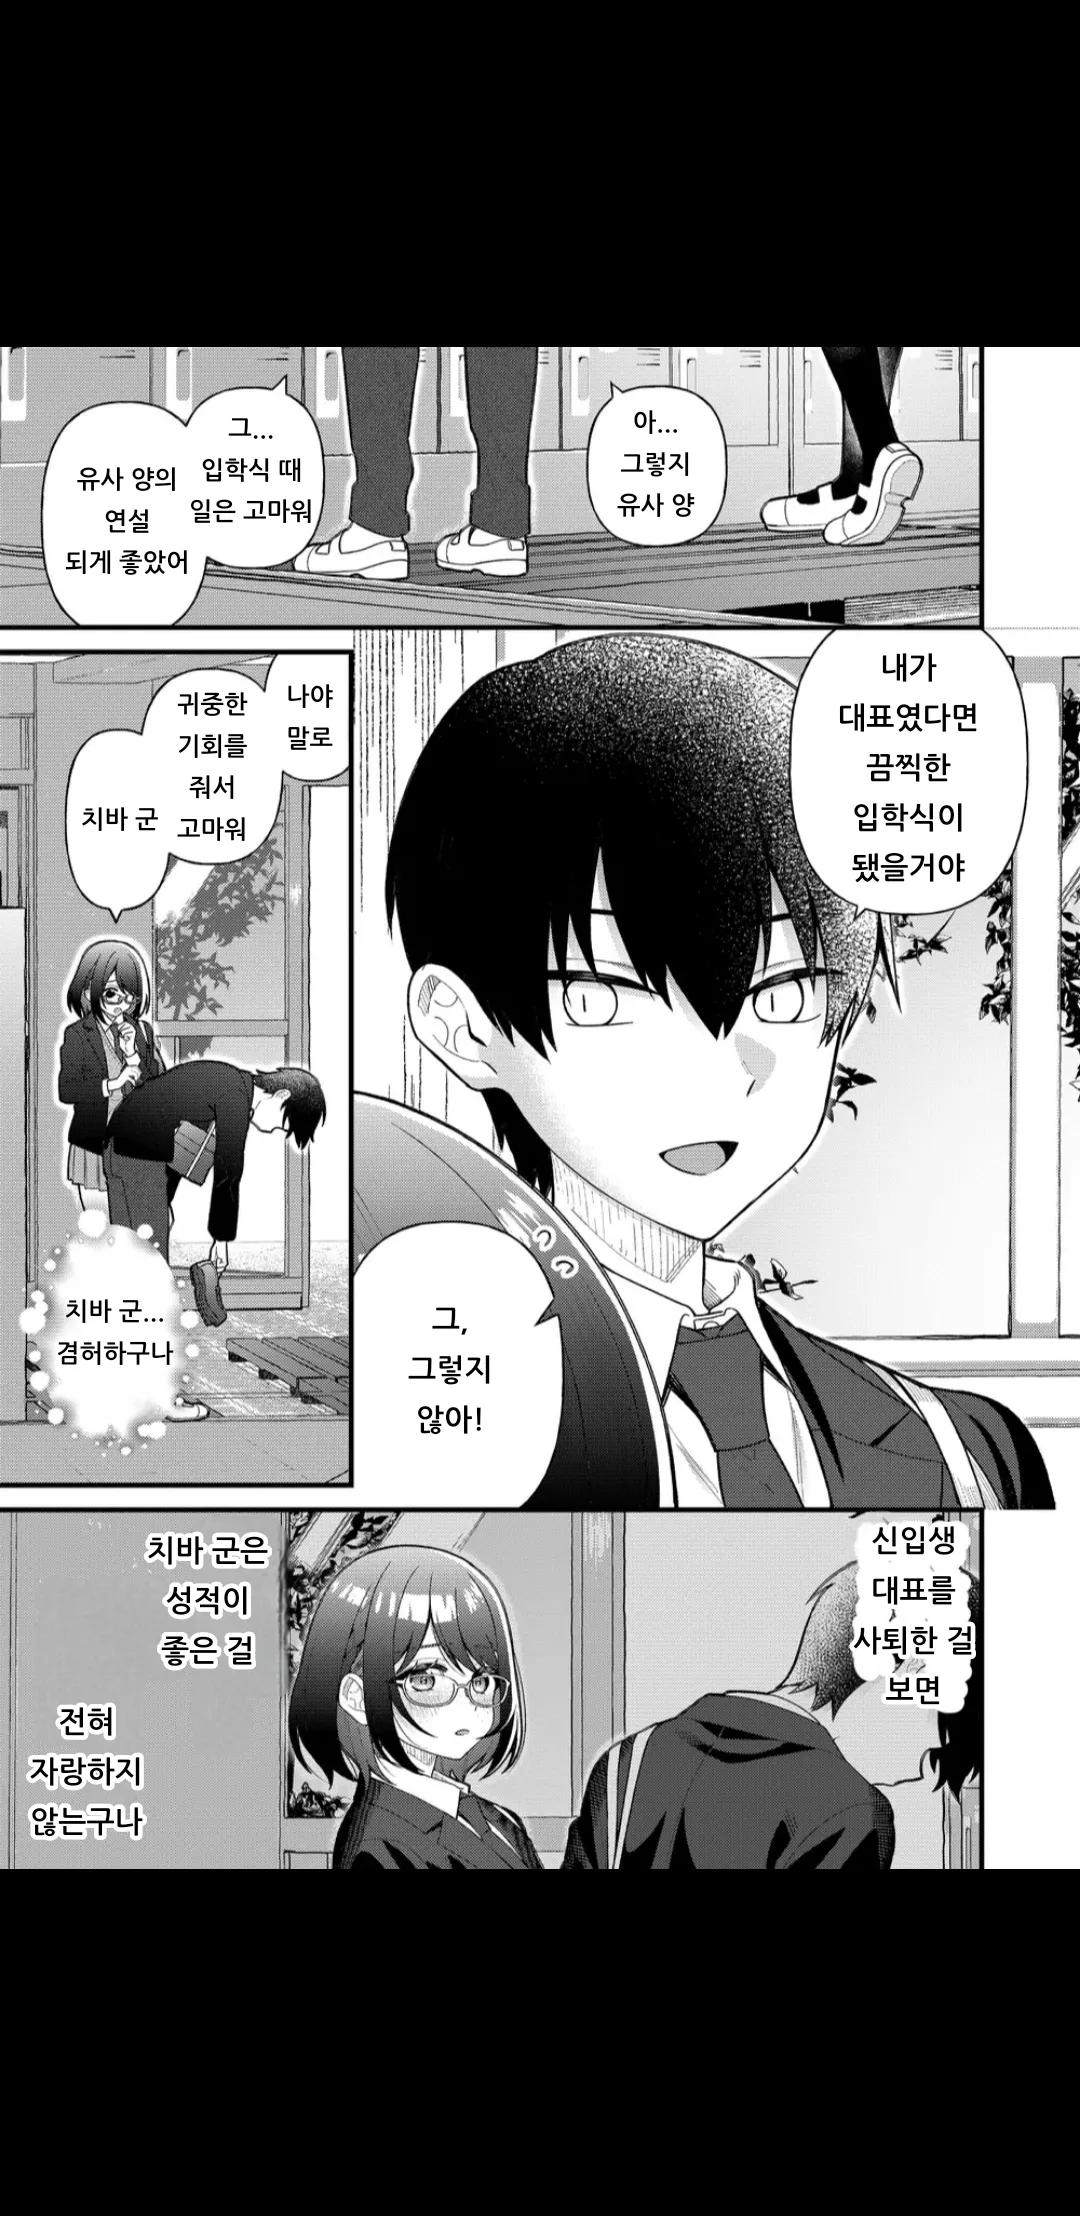 아...
그렇지
유사 양
그...
입학식 때
일은 고마워
유사 양의
연설
되게 좋았어
내가
대표였다면
끔찍한
입학식이
됐을거야
그,
그렇지
않아!
나야
말로
귀중한
기회를
줘서
고마워
치바 군
치바 군...
겸허하구나
신입생
대표를
사퇴한 걸
보면
치바 군은
성적이
좋은 걸
전혀
자랑하지
않는구나